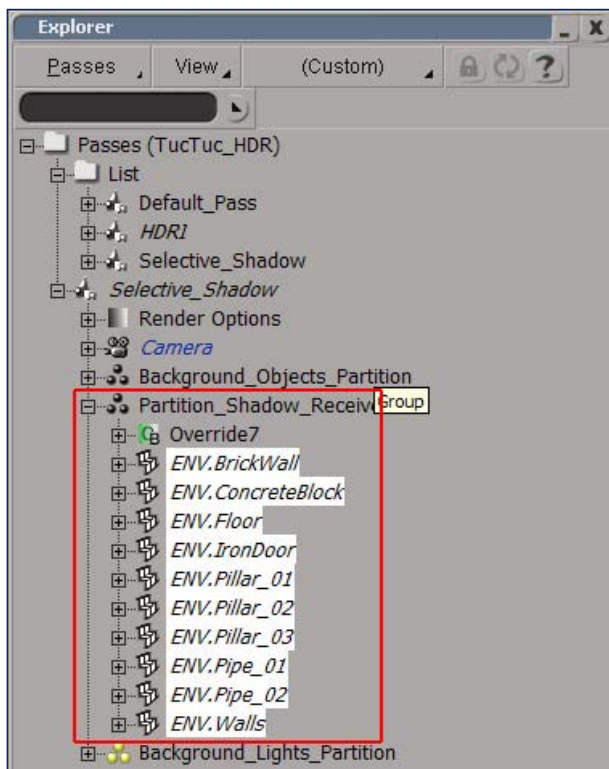 Explorer
Passes View (Custom) ?
Passes (TucTuc_HDR)
List
Default_Pass
HDRI
Selective_Shadow
Selective_Shadow
Render Options
Camera
Background_Objects_Partition
Partition_Shadow_Receiv Group
Override7
ENV.BrickWall
ENV.ConcreteBlock
ENV.Floor
ENV.IronDoor
ENV.Pillar_01
ENV.Pillar_02
ENV.Pillar_03
ENV.Pipe_01
ENV.Pipe_02
ENV.Walls
Background_Lights_Partition